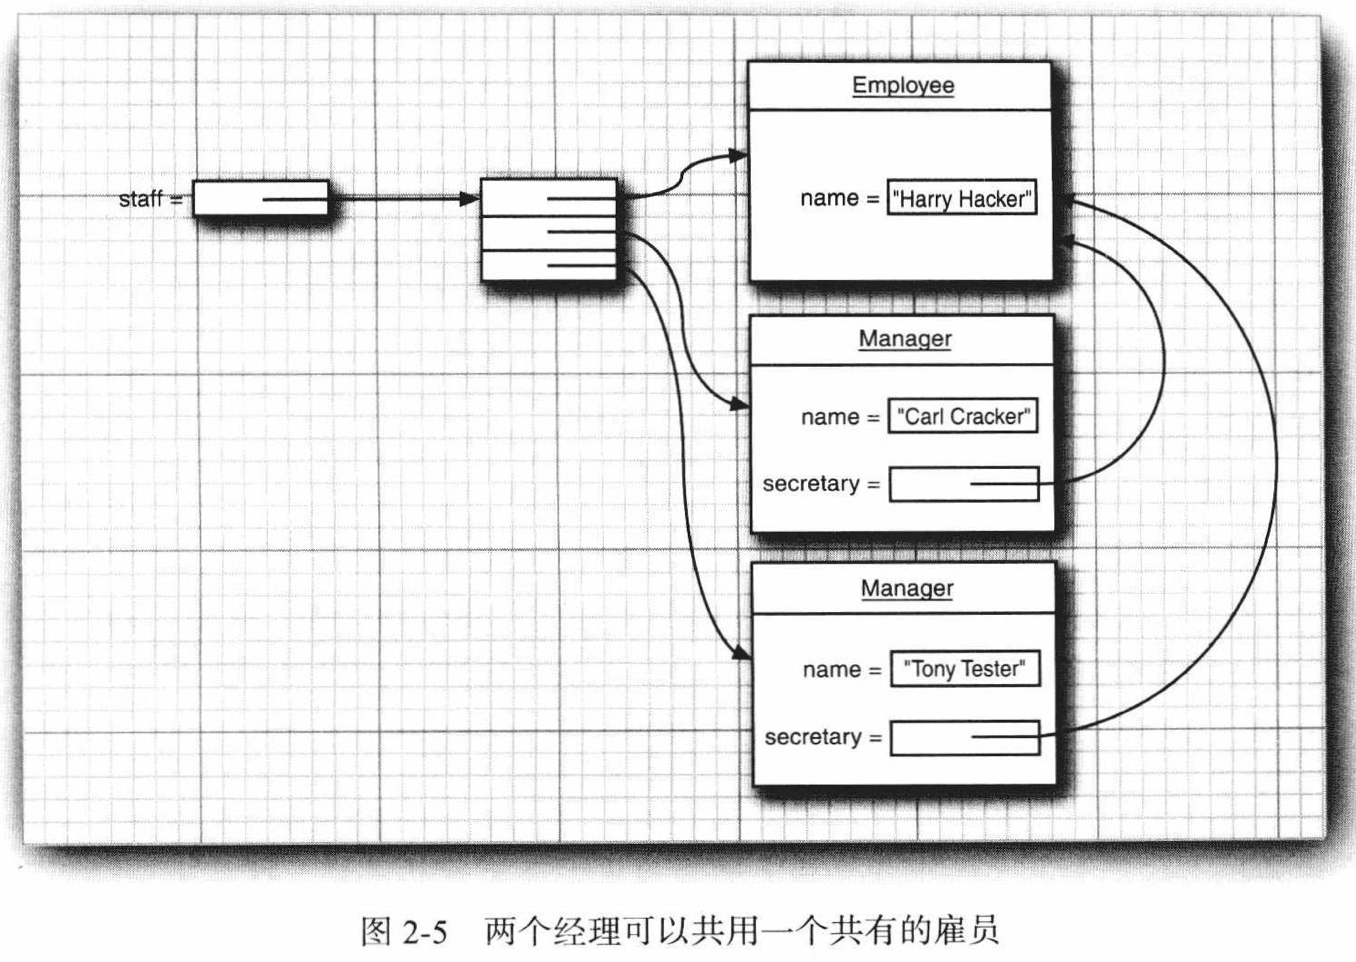 staff =
Employee
name = "Harry Hacker"
Manager
name = "Carl Cracker"
secretary =
Manager
name = "Tony Tester"
secretary =
图 2-5 两个经理可以共用一个共有的雇员